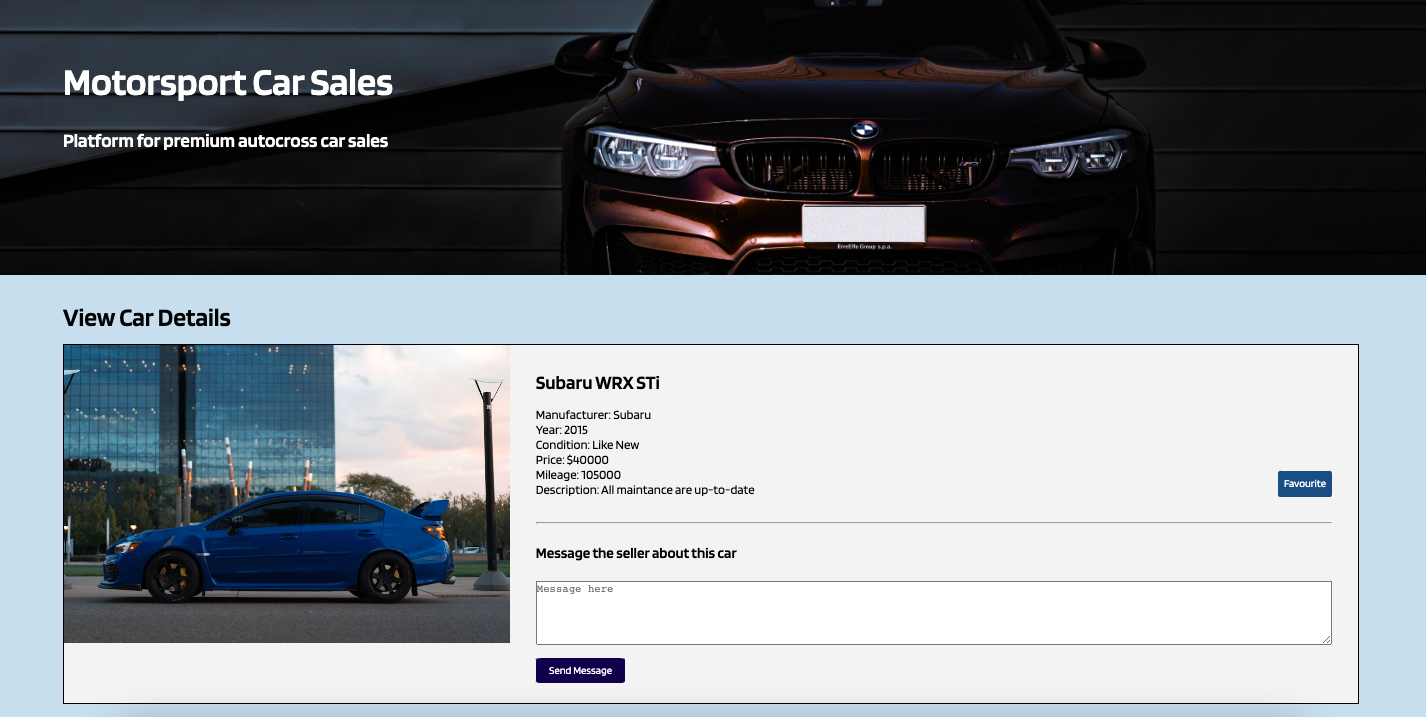 Motorsport Car Sales
Platform for premium autocross car sales
EmeEffe Group s.p.a.
View Car Details
Subaru WRX STi
Manufacturer: Subaru
Year: 2015
Condition: Like New
Price: $40000
Mileage: 105000
Description: All maintance are up-to-date
Favourite
Message the seller about this car
Message here
Send Message